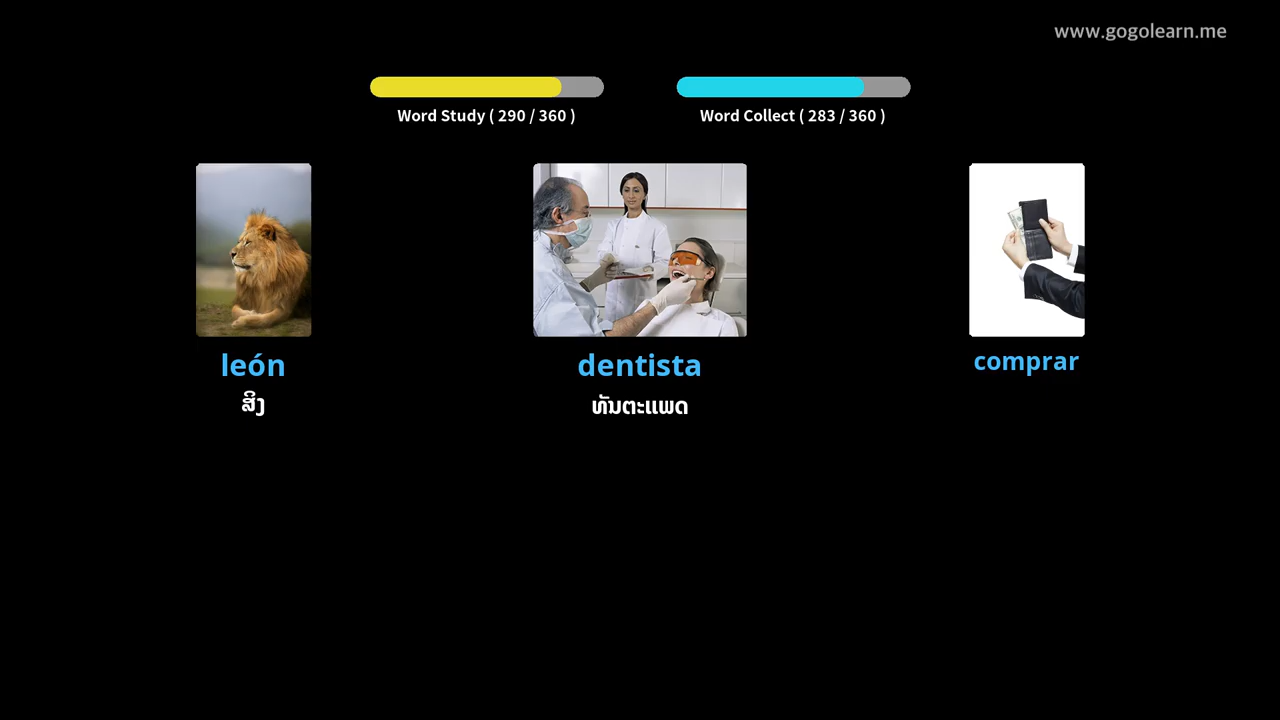 www.gogolearn.me
Word Study ( 290 / 360 )
Word Collect ( 283 / 360 )
león
dentista
comprar
ສິງ
ທັນຕະແພດ